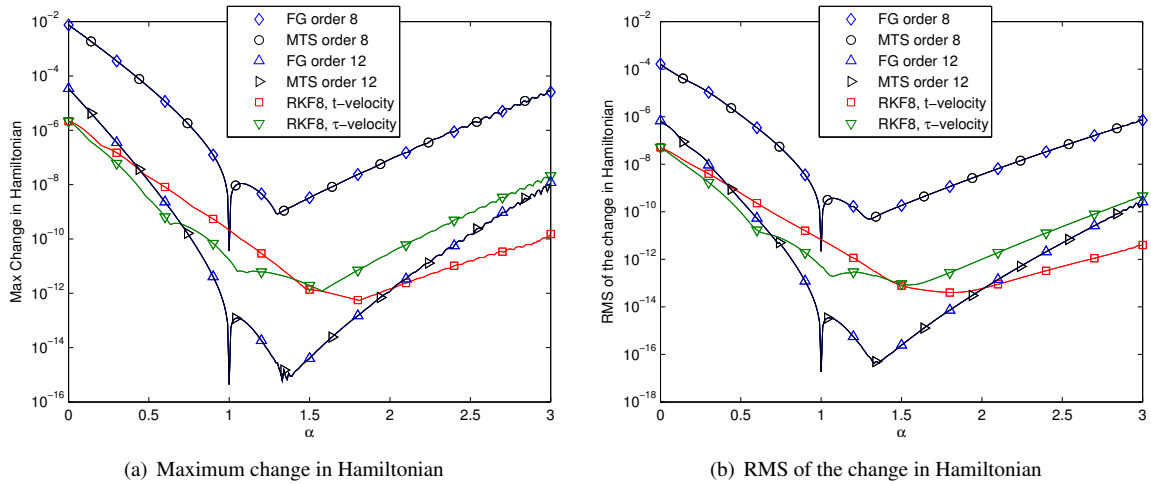 10⁻²
10⁻⁴
10⁻⁶
10⁻⁸
10⁻¹⁰
10⁻¹²
10⁻¹⁴
10⁻¹⁶
Max Change in Hamiltonian
0 0.5 1 1.5 2 2.5 3
α
FG order 8
MTS order 8
FG order 12
MTS order 12
RKF8, t−velocity
RKF8, τ−velocity
(a) Maximum change in Hamiltonian
10⁻²
10⁻⁴
10⁻⁶
10⁻⁸
10⁻¹⁰
10⁻¹²
10⁻¹⁴
10⁻¹⁶
10⁻¹⁸
RMS of the change in Hamiltonian
0 0.5 1 1.5 2 2.5 3
α
FG order 8
MTS order 8
FG order 12
MTS order 12
RKF8, t−velocity
RKF8, τ−velocity
(b) RMS of the change in Hamiltonian